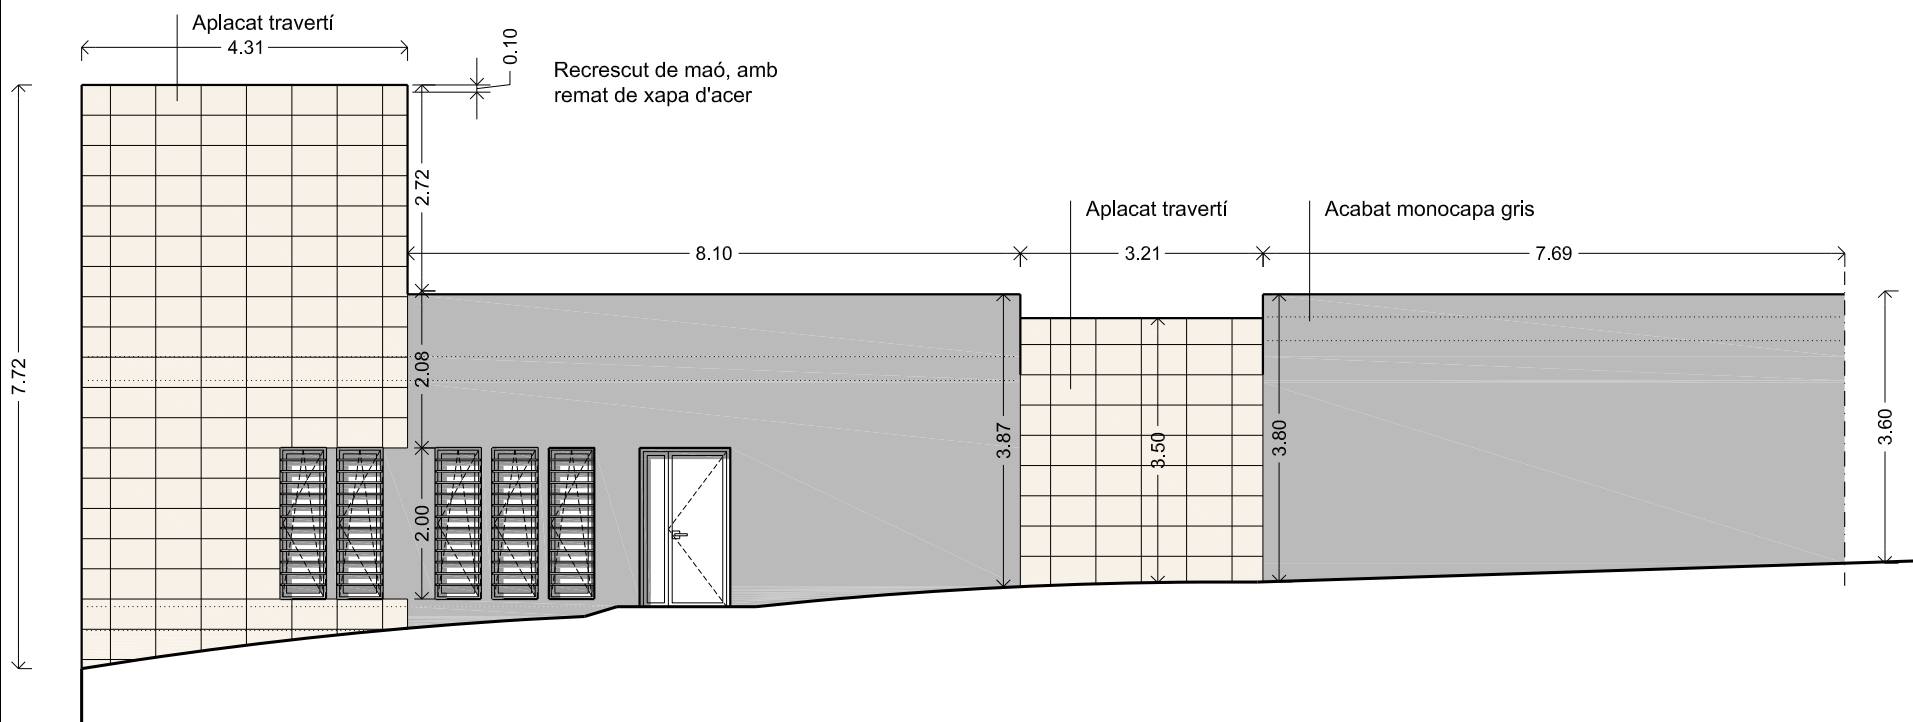 Aplacat travertí
4.31
0.10
Recrescut de maó, amb
remat de xapa d'acer
2.72
Aplacat travertí
Acabat monocapa gris
8.10
3.21
7.69
7.72
2.08
3.87
3.50
3.80
3.60
2.00